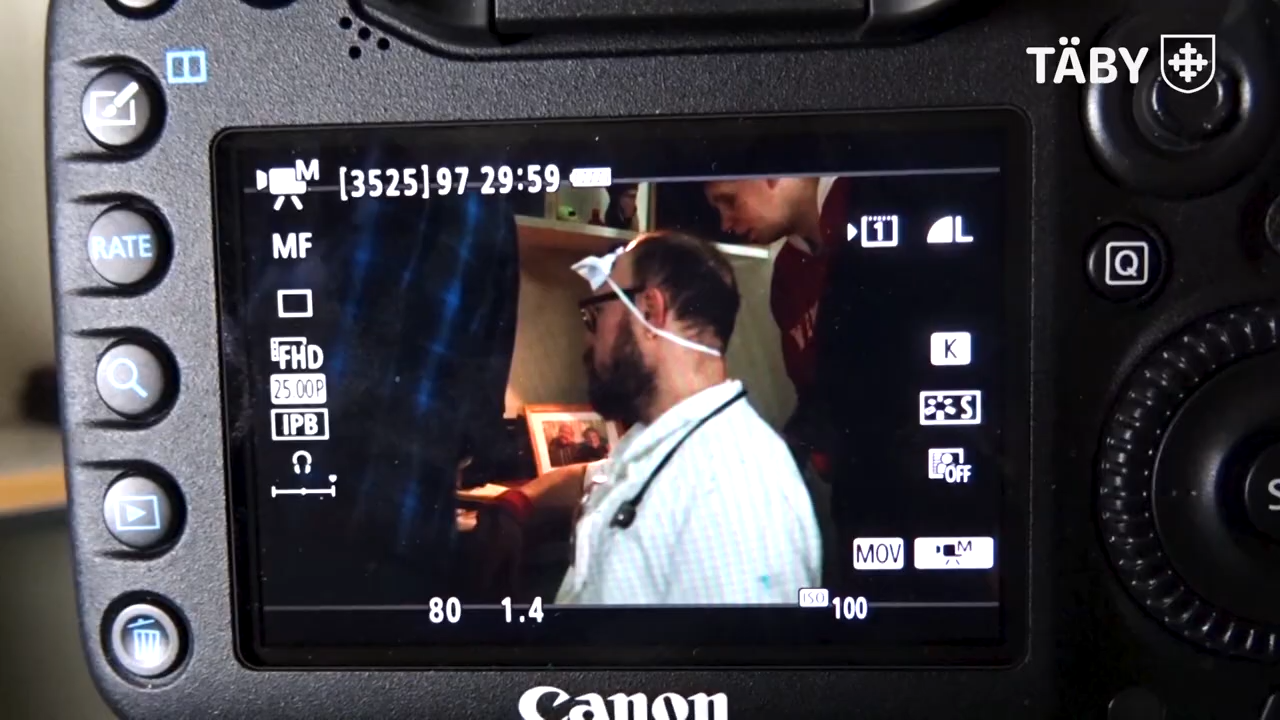 TÄBY
M [3525] 97 29:59
RATE
MF
1 L
Q
FHD
25.00P
K
IPB
S
OFF
MOV M
80 1.4 ISO 100
S
Canon